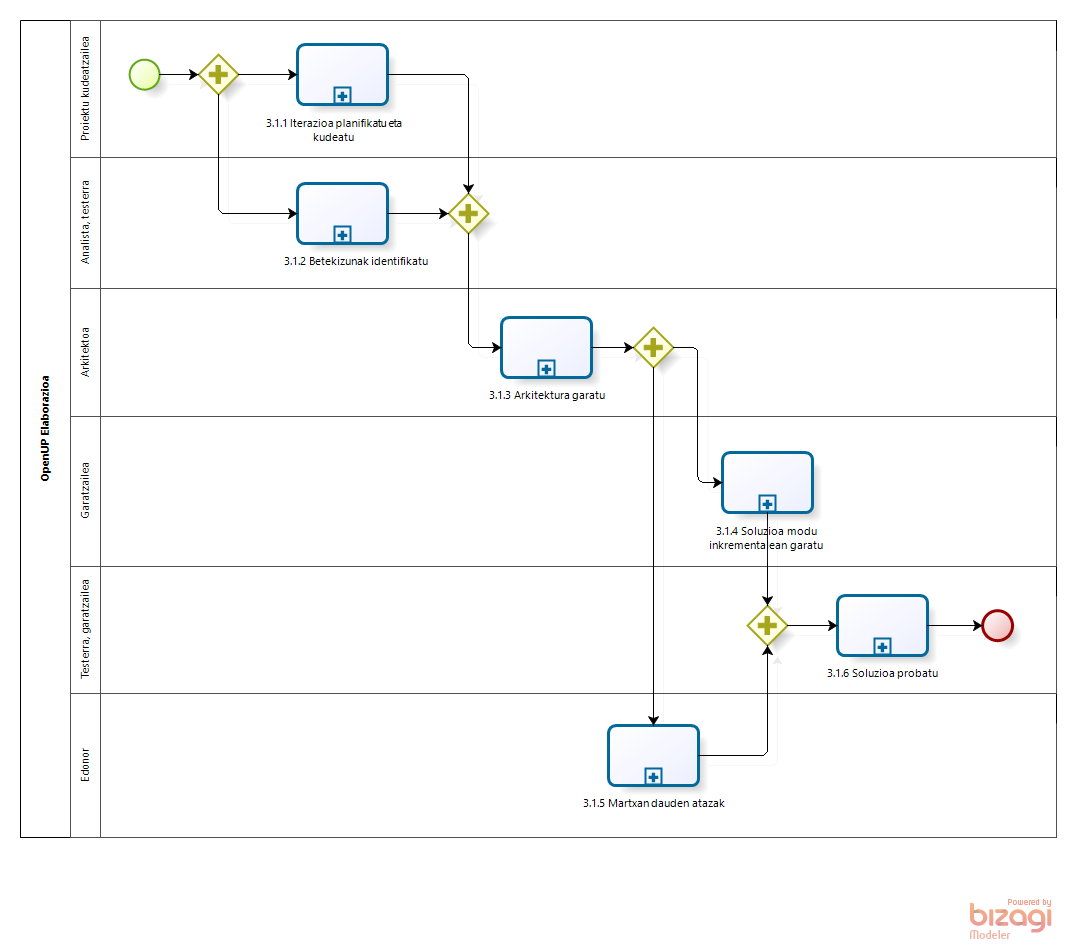 OpenUP Elaborazioa
Proiektu kudeatzailea
3.1.1 Iterazioa planifikatu eta
kudeatu
Analista, testerra
3.1.2 Betekizunak identifikatu
Arkitektoa
3.1.3 Arkitektura garatu
Garatzailea
3.1.4 Soluzioa modu
inkrementalean garatu
Testerra, garatzailea
3.1.6 Soluzioa probatu
Edonor
3.1.5 Martxan dauden atazak
Powered by
bizagi
Modeler